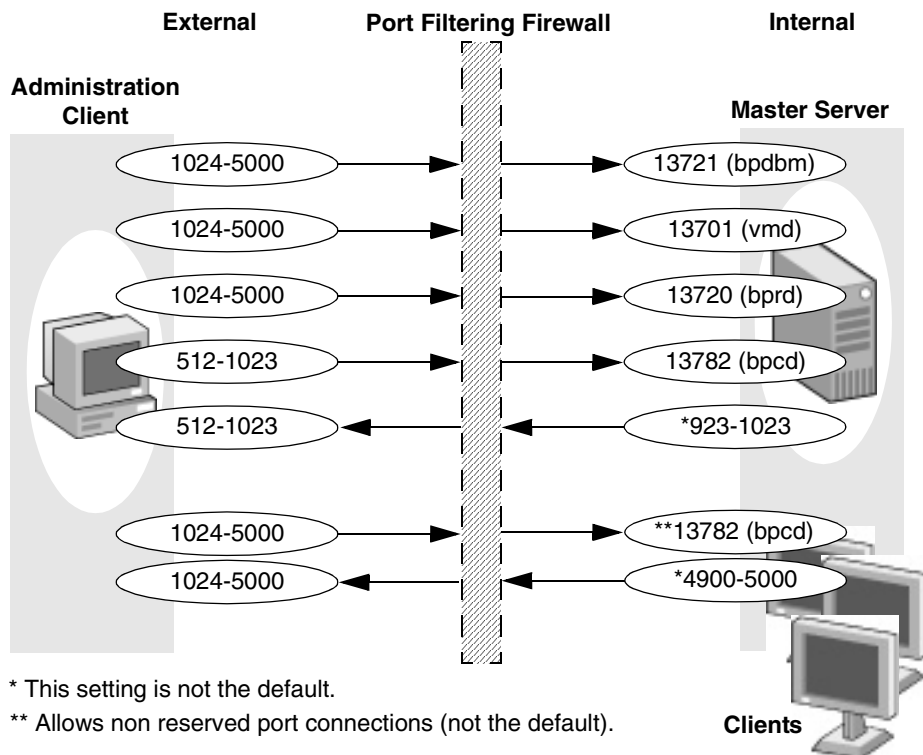 External Port Filtering Firewall Internal
Administration
Client
Master Server
1024-5000 13721 (bpdbm)
1024-5000 13701 (vmd)
1024-5000 13720 (bprd)
512-1023 13782 (bpcd)
512-1023 *923-1023
1024-5000 **13782 (bpcd)
1024-5000 *4900-5000
* This setting is not the default.
** Allows non reserved port connections (not the default).
Clients